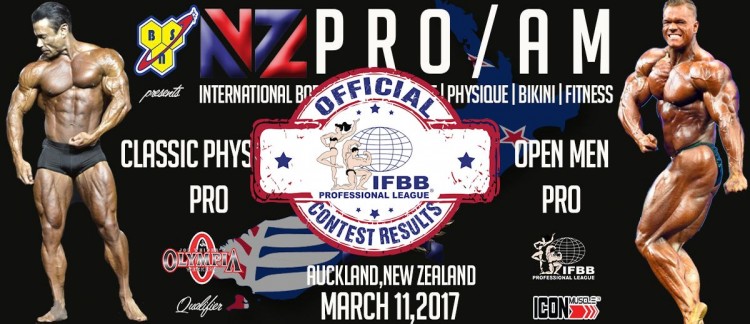 BSN
presents
NZ PRO/AM
INTERNATIONAL BO | PHYSIQUE | BIKINI | FITNESS
OFFICIAL
IFBB
PROFESSIONAL LEAGUE
CONTEST RESULTS
CLASSIC PHYS
PRO
OPEN MEN
PRO
OLYMPIA
Qualifier
AUCKLAND,NEW ZEALAND
MARCH 11,2017
IFBB
PROFESSIONAL LEAGUE
ICON MUSCLE